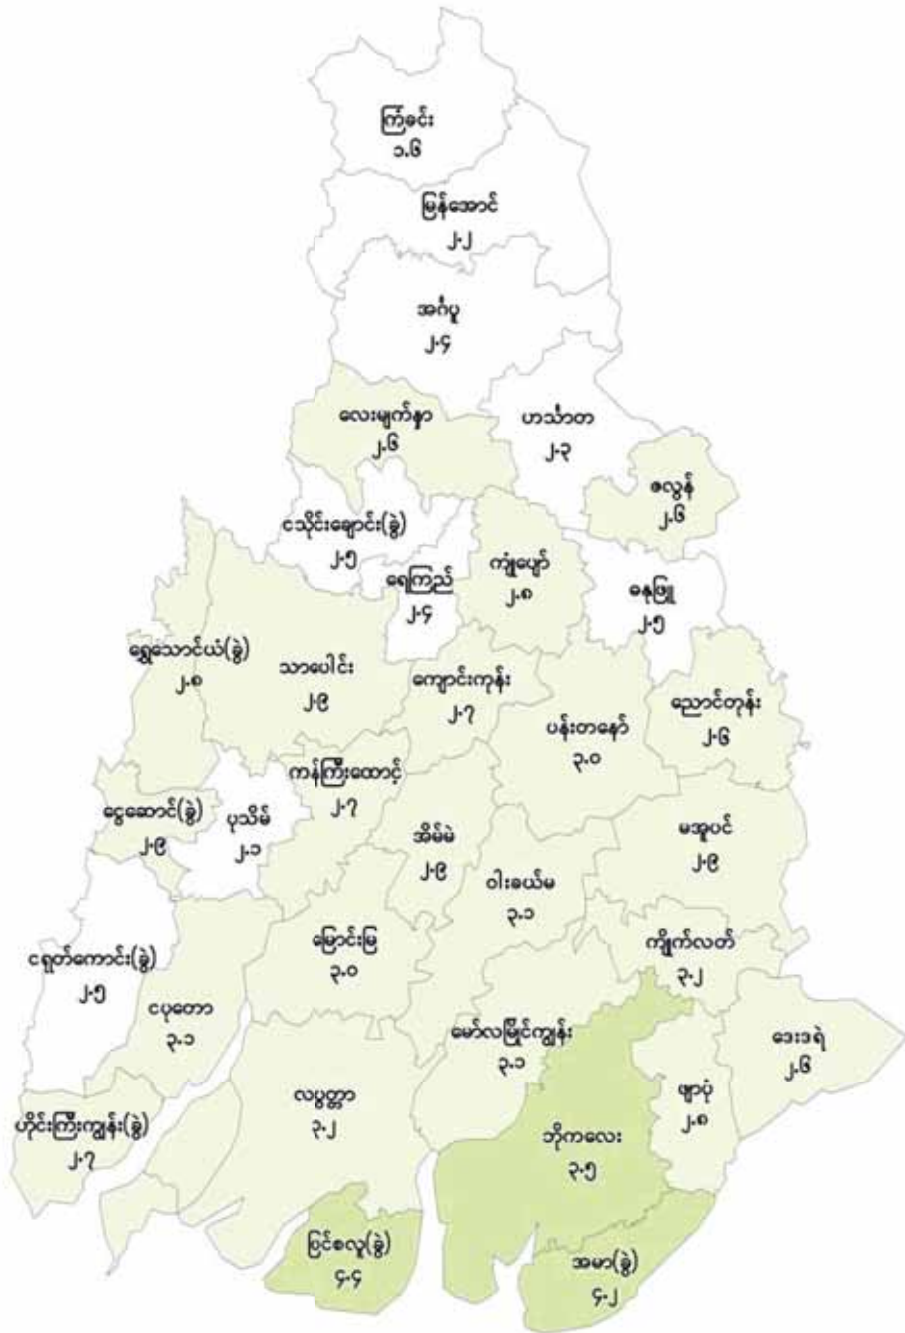 ကြံခင်း
၁.၆
မြန်အောင်
၂.၂
အင်္ဂပူ
၂.၄
လေးမျက်နှာ
၂.၆
ဟင်္သာတ
၂.၃
ဇလွန်
၂.၆
ငသိုင်းချောင်း(ခွဲ)
၂.၅
ရေကြည်
၂.၄
ကျုံပျော်
၂.၈
ဓနုဖြူ
၂.၅
ရွှေသောင်ယံ(ခွဲ)
၂.၈
သာပေါင်း
၂.၉
ကျောင်းကုန်း
၂.၇
ပန်းတနော်
၃.၀
ညောင်တုန်း
၂.၆
ငွေဆောင်(ခွဲ)
၂.၉
ပုသိမ်
၂.၁
ကန်ကြီးထောင့်
၂.၇
အိမ်မဲ
၂.၉
ဝါးခယ်မ
၃.၁
မအူပင်
၂.၉
ငရုတ်ကောင်း(ခွဲ)
၂.၅
ငပုတော
၃.၁
မြောင်းမြ
၃.၀
ကျိုက်လတ်
၃.၂
မော်လမြိုင်ကျွန်း
၃.၁
ဒေးဒရဲ
၂.၆
ဟိုင်းကြီးကျွန်း(ခွဲ)
၂.၇
လပွတ္တာ
၃.၂
ဖျာပုံ
၂.၈
ဘိုကလေး
၃.၅
ပြင်စလူ(ခွဲ)
၄.၄
အမာ(ခွဲ)
၄.၂